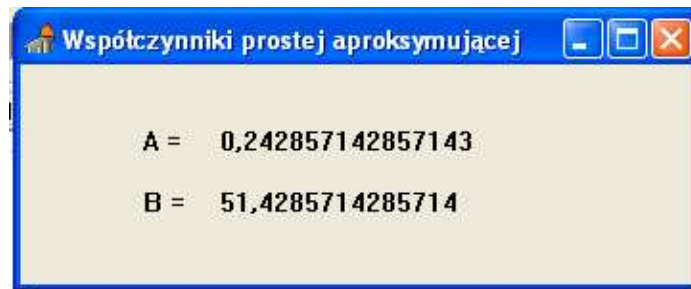 Współczynniki prostej aproksymującej
A = 0,242857142857143
B = 51,4285714285714